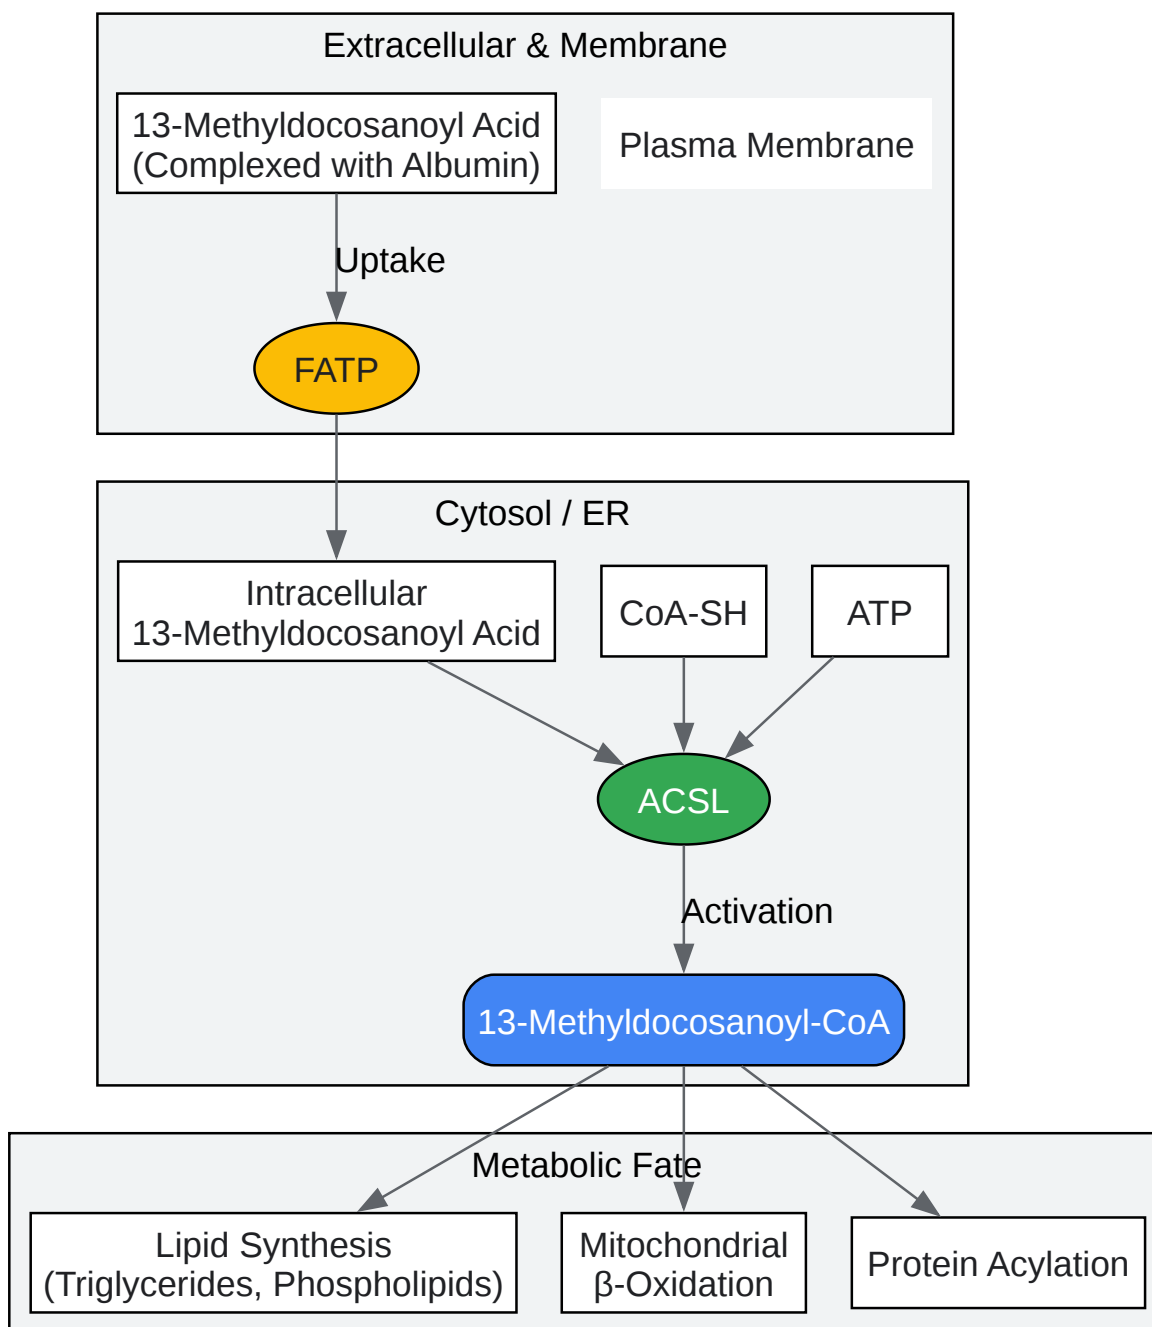 Extracellular & Membrane
13-Methyldocosanoyl Acid
(Complexed with Albumin)
Plasma Membrane
Uptake
FATP
Cytosol / ER
Intracellular
13-Methyldocosanoyl Acid
CoA-SH
ATP
ACSL
Activation
13-Methyldocosanoyl-CoA
Metabolic Fate
Lipid Synthesis
(Triglycerides, Phospholipids)
Mitochondrial
β-Oxidation
Protein Acylation